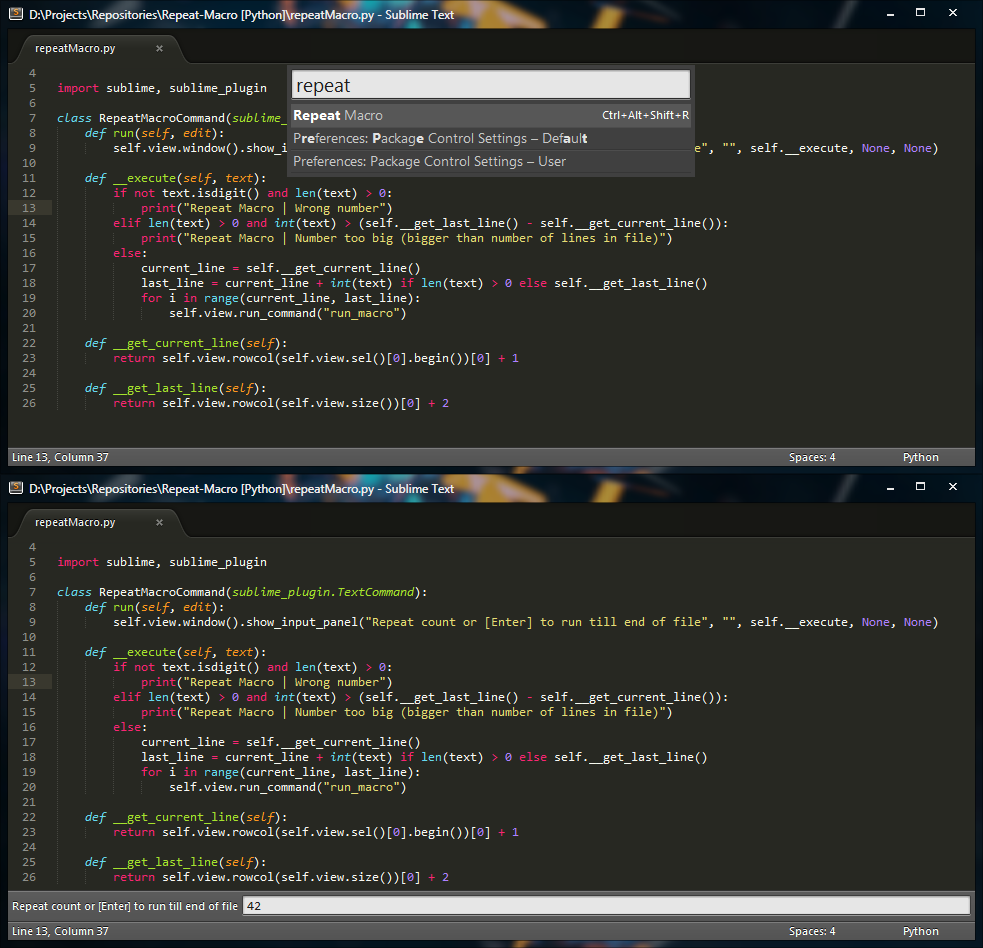 D:\Projects\Repositories\Repeat-Macro [Python]\repeatMacro.py - Sublime Text
repeatMacro.py ×
repeat
Repeat Macro Ctrl+Alt+Shift+R
Preferences: Package Control Settings – Default
Preferences: Package Control Settings – User
4
5 import sublime, sublime_plugin
6
7 class RepeatMacroCommand(sublime_
8 def run(self, edit):
9 self.view.window().show_i e", "", self.__execute, None, None)
10
11 def __execute(self, text):
12 if not text.isdigit() and len(text) > 0:
13 print("Repeat Macro | Wrong number")
14 elif len(text) > 0 and int(text) > (self.__get_last_line() - self.__get_current_line()):
15 print("Repeat Macro | Number too big (bigger than number of lines in file)")
16 else:
17 current_line = self.__get_current_line()
18 last_line = current_line + int(text) if len(text) > 0 else self.__get_last_line()
19 for i in range(current_line, last_line):
20 self.view.run_command("run_macro")
21
22 def __get_current_line(self):
23 return self.view.rowcol(self.view.sel()[0].begin())[0] + 1
24
25 def __get_last_line(self):
26 return self.view.rowcol(self.view.size())[0] + 2
Line 13, Column 37 Spaces: 4 Python
D:\Projects\Repositories\Repeat-Macro [Python]\repeatMacro.py - Sublime Text
repeatMacro.py ×
4
5 import sublime, sublime_plugin
6
7 class RepeatMacroCommand(sublime_plugin.TextCommand):
8 def run(self, edit):
9 self.view.window().show_input_panel("Repeat count or [Enter] to run till end of file", "", self.__execute, None, None)
10
11 def __execute(self, text):
12 if not text.isdigit() and len(text) > 0:
13 print("Repeat Macro | Wrong number")
14 elif len(text) > 0 and int(text) > (self.__get_last_line() - self.__get_current_line()):
15 print("Repeat Macro | Number too big (bigger than number of lines in file)")
16 else:
17 current_line = self.__get_current_line()
18 last_line = current_line + int(text) if len(text) > 0 else self.__get_last_line()
19 for i in range(current_line, last_line):
20 self.view.run_command("run_macro")
21
22 def __get_current_line(self):
23 return self.view.rowcol(self.view.sel()[0].begin())[0] + 1
24
25 def __get_last_line(self):
26 return self.view.rowcol(self.view.size())[0] + 2
Repeat count or [Enter] to run till end of file 42
Line 13, Column 37 Spaces: 4 Python